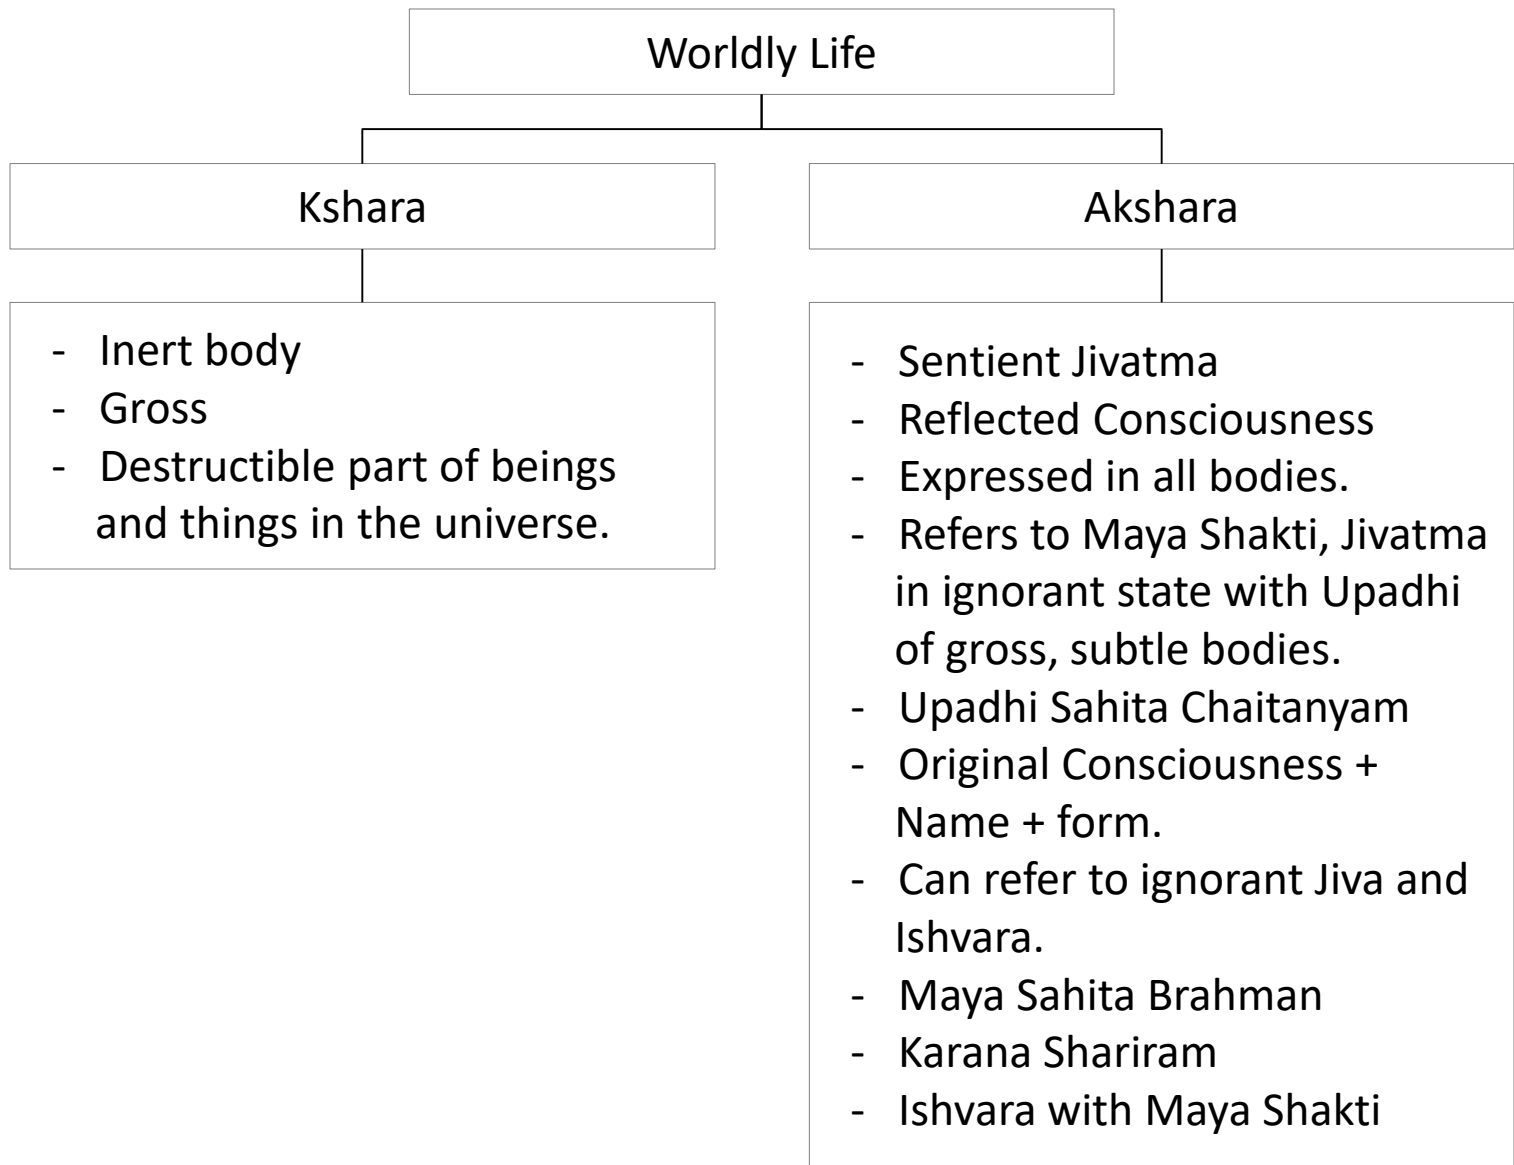 Worldly Life
Kshara
Akshara
- Inert body
- Gross
- Destructible part of beings
and things in the universe.
- Sentient Jivatma
- Reflected Consciousness
- Expressed in all bodies.
- Refers to Maya Shakti, Jivatma
in ignorant state with Upadhi
of gross, subtle bodies.
- Upadhi Sahita Chaitanyam
- Original Consciousness +
Name + form.
- Can refer to ignorant Jiva and
Ishvara.
- Maya Sahita Brahman
- Karana Shariram
- Ishvara with Maya Shakti